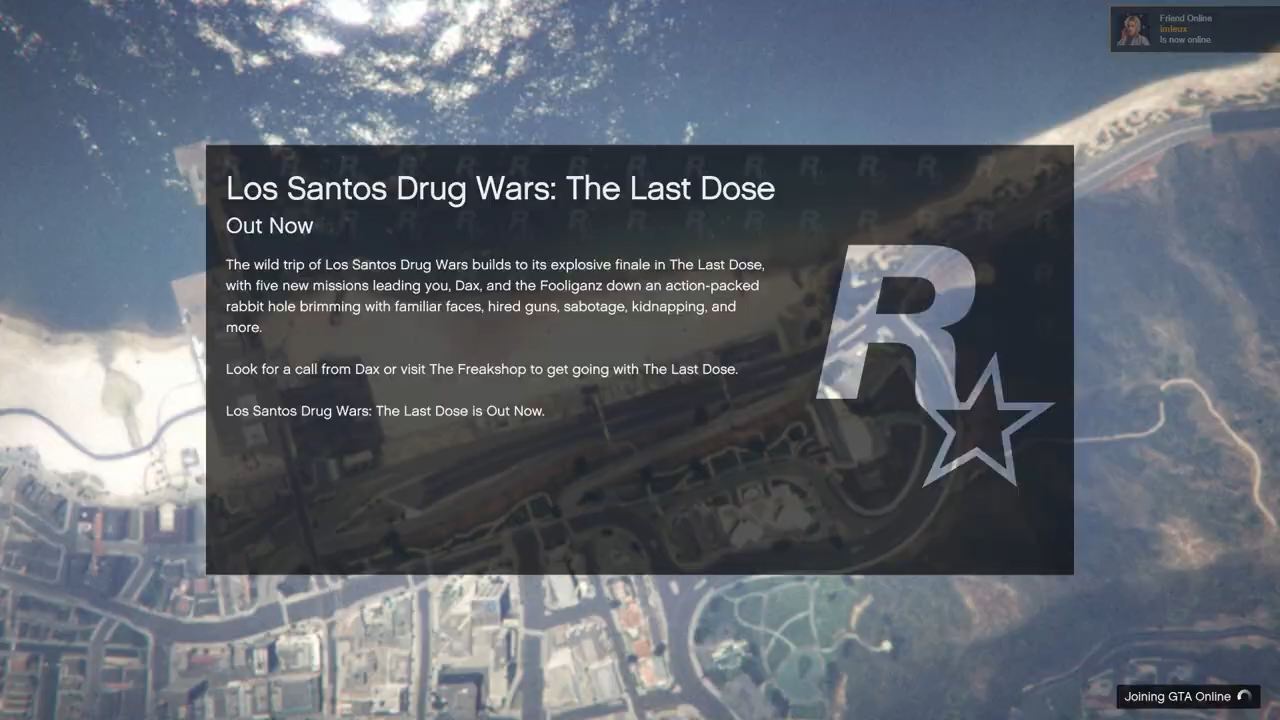 Friend Online
Is now online.
Los Santos Drug Wars: The Last Dose
Out Now
The wild trip of Los Santos Drug Wars builds to its explosive finale in The Last Dose,
with five new missions leading you, Dax, and the Fooliganz down an action-packed
rabbit hole brimming with familiar faces, hired guns, sabotage, kidnapping, and
more.
Look for a call from Dax or visit The Freakshop to get going with The Last Dose.
Los Santos Drug Wars: The Last Dose is Out Now.
R
Joining GTA Online